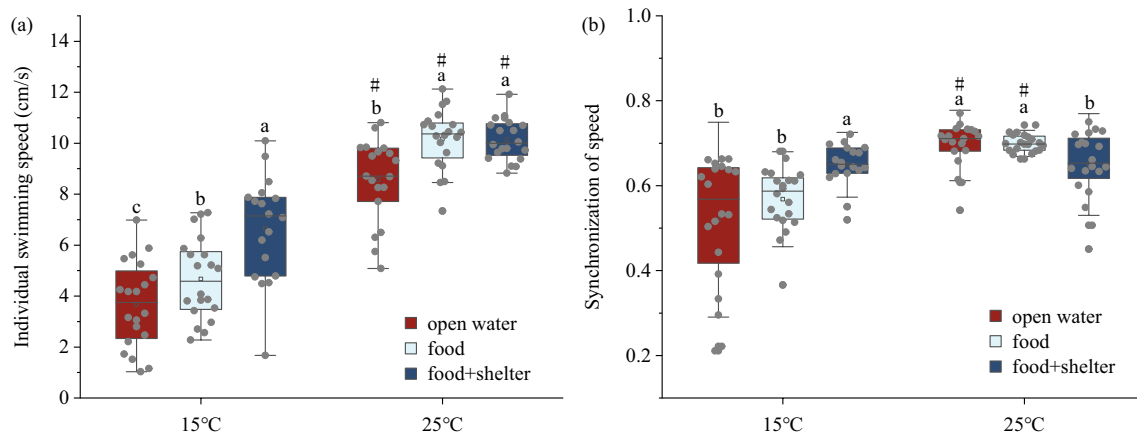 (a)
Individual swimming speed (cm/s)
14
12
10
8
6
4
2
0
c
b
a
#
b
#
a
#
a
open water
food
food+shelter
15℃
25℃
(b)
Synchronization of speed
1.0
0.8
0.6
0.4
0.2
b
b
a
#
a
#
a
b
open water
food
food+shelter
15℃
25℃